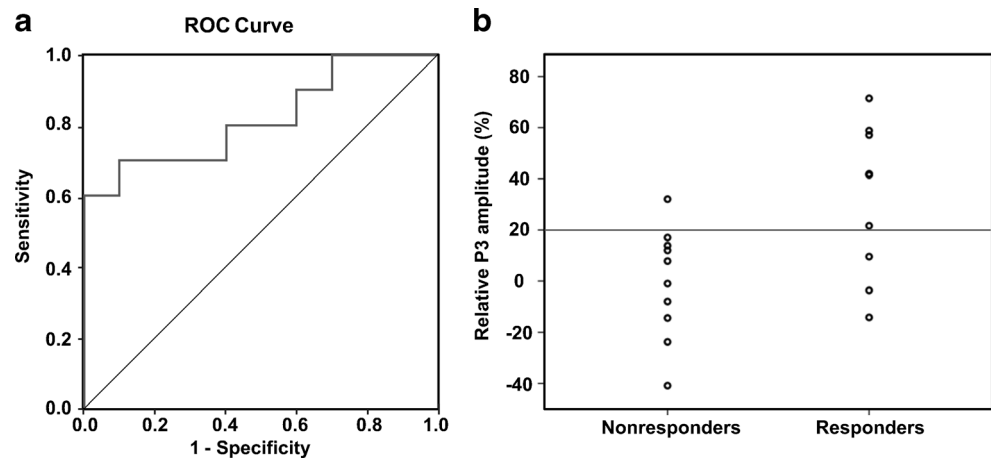 a
ROC Curve
Sensitivity
1.0
0.8
0.6
0.4
0.2
0.0
0.0 0.2 0.4 0.6 0.8 1.0
1 - Specificity
b
Relative P3 amplitude (%)
80
60
40
20
0
-20
-40
Nonresponders Responders